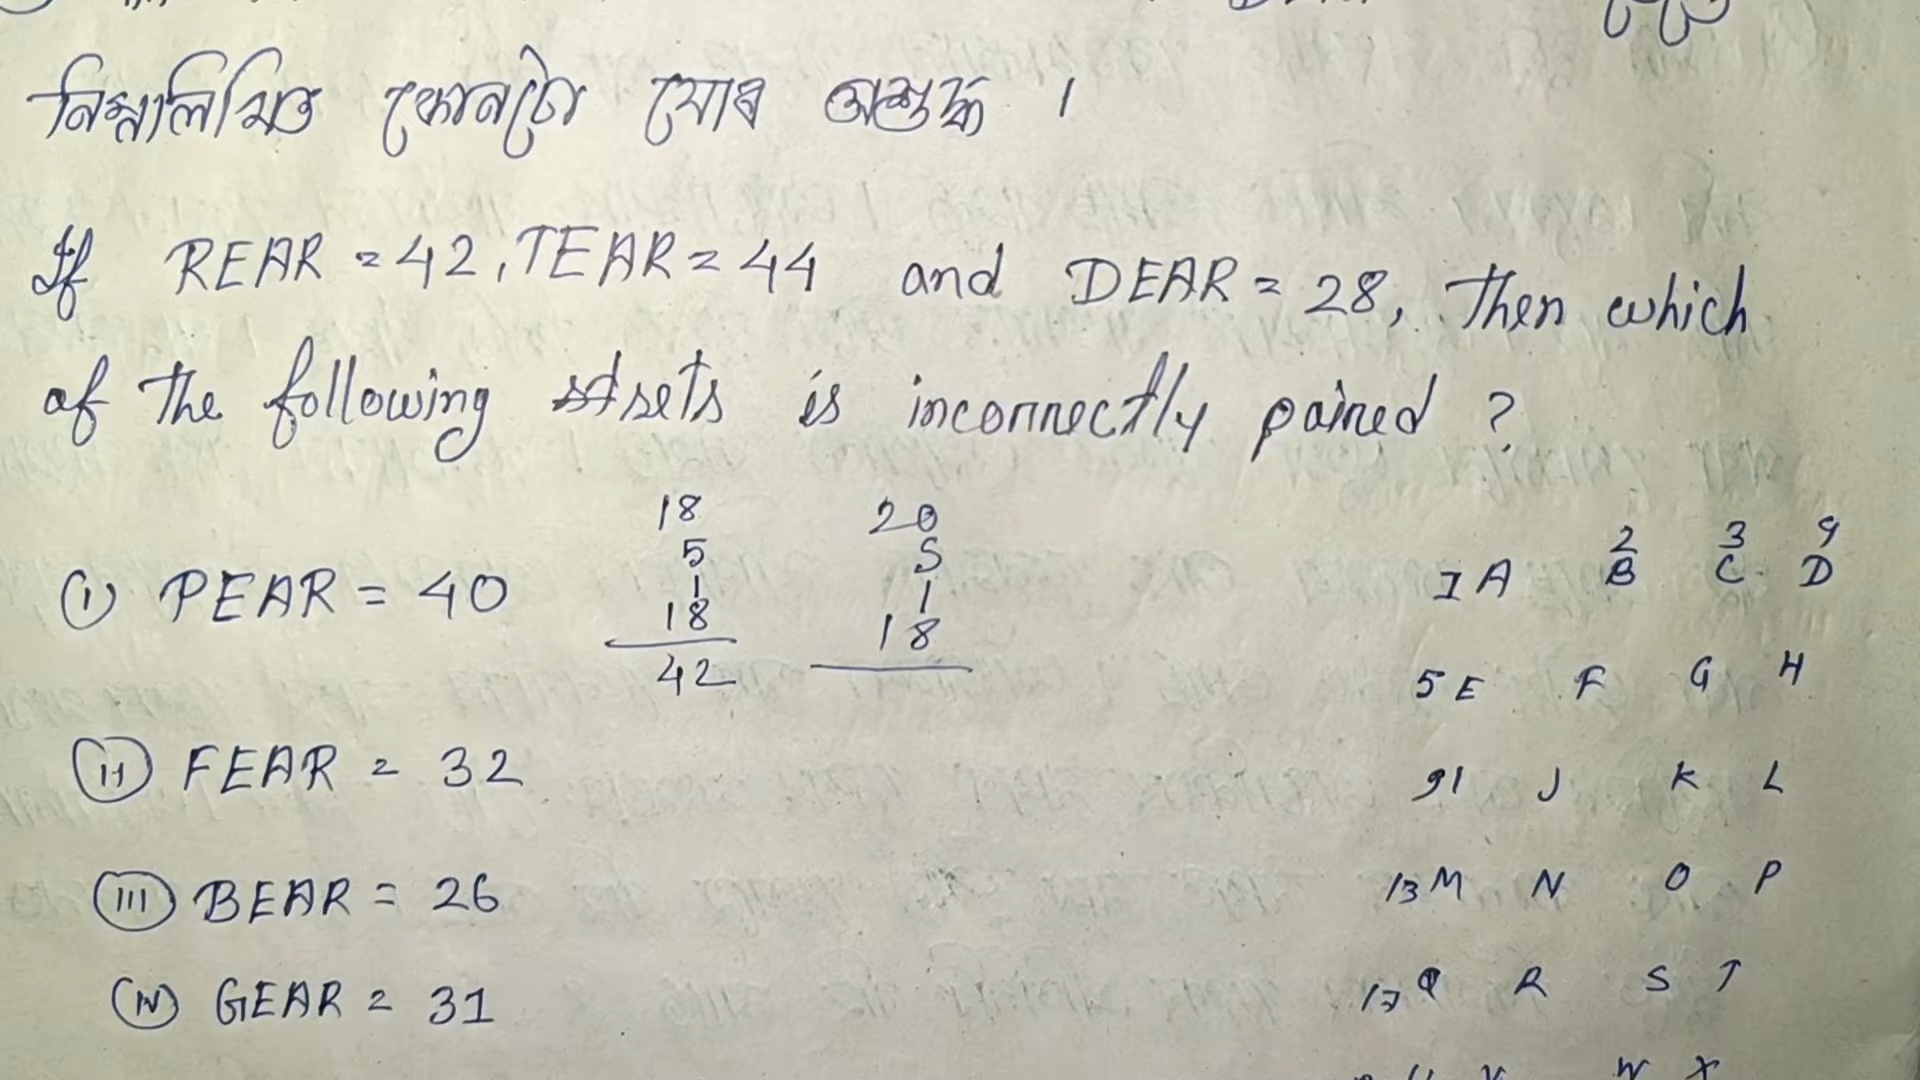 নিম্নলিখিত কোনটো যোৰ অশুদ্ধ ।
If REAR = 42, TEAR = 44 and DEAR = 28, Then which
of the following sets is incorrectly paired ?
(I) PEAR = 40
18
5
1
18
42
20
5
1
18
(II) FEAR = 32
(III) BEAR = 26
(IV) GEAR = 31
2 3 4
1 A B C D
5 E F G H
9 I J K L
13 M N O P
17 Q R S T
U V W X